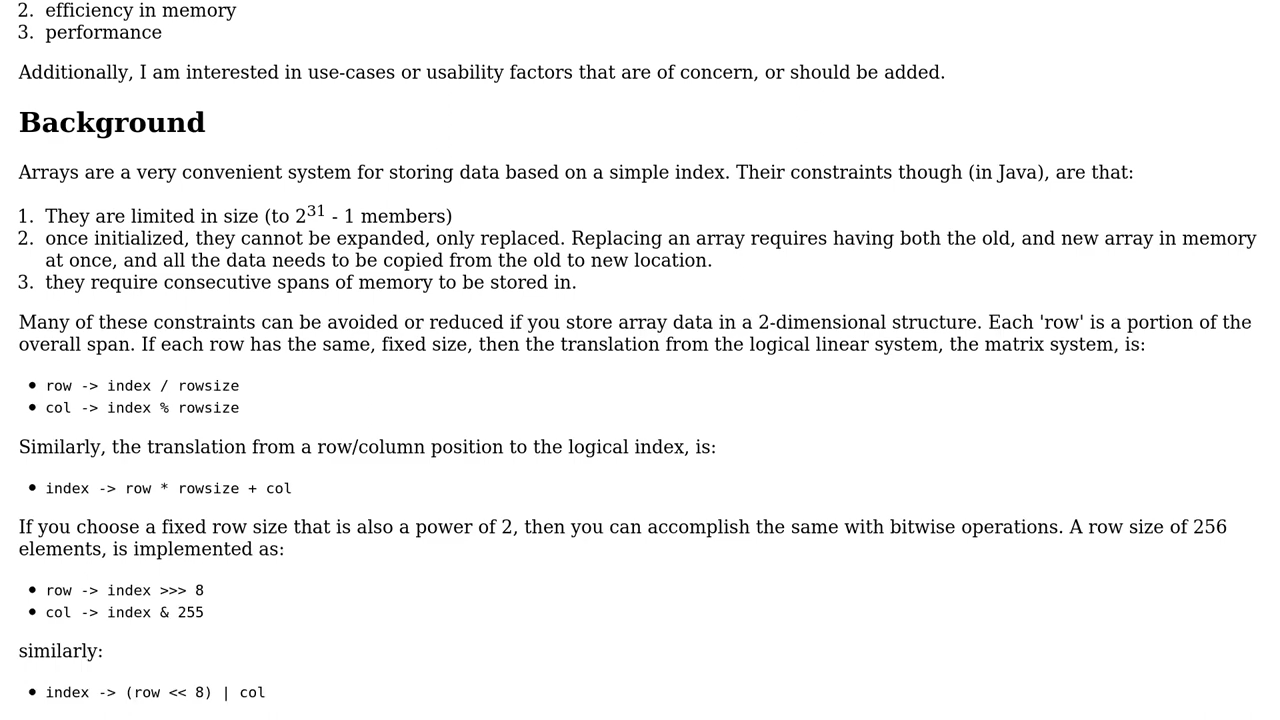 2. efficiency in memory
3. performance
Additionally, I am interested in use-cases or usability factors that are of concern, or should be added.
Background
Arrays are a very convenient system for storing data based on a simple index. Their constraints though (in Java), are that:
1. They are limited in size (to 2^31 - 1 members)
2. once initialized, they cannot be expanded, only replaced. Replacing an array requires having both the old, and new array in memory
at once, and all the data needs to be copied from the old to new location.
3. they require consecutive spans of memory to be stored in.
Many of these constraints can be avoided or reduced if you store array data in a 2-dimensional structure. Each 'row' is a portion of the
overall span. If each row has the same, fixed size, then the translation from the logical linear system, the matrix system, is:
• row -> index / rowsize
• col -> index % rowsize
Similarly, the translation from a row/column position to the logical index, is:
• index -> row * rowsize + col
If you choose a fixed row size that is also a power of 2, then you can accomplish the same with bitwise operations. A row size of 256
elements, is implemented as:
• row -> index >>> 8
• col -> index & 255
similarly:
• index -> (row << 8) | col